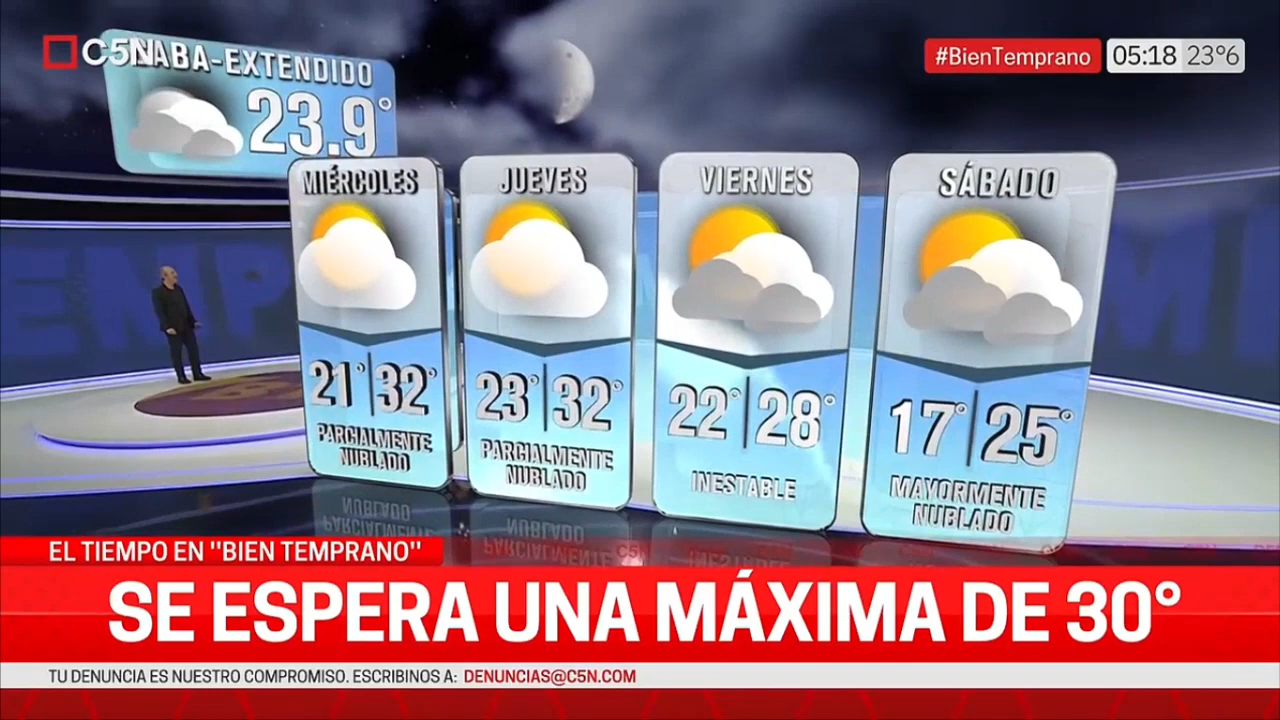 C5N
#BienTemprano
05:18 23°6
CABA-EXTENDIDO
23.9°
MIÉRCOLES
21° 32°
PARCIALMENTE
NUBLADO
JUEVES
23° 32°
PARCIALMENTE
NUBLADO
VIERNES
22° 28°
INESTABLE
SÁBADO
17° 25°
MAYORMENTE
NUBLADO
EL TIEMPO EN "BIEN TEMPRANO"
SE ESPERA UNA MÁXIMA DE 30°
TU DENUNCIA ES NUESTRO COMPROMISO. ESCRIBINOS A: DENUNCIAS@C5N.COM